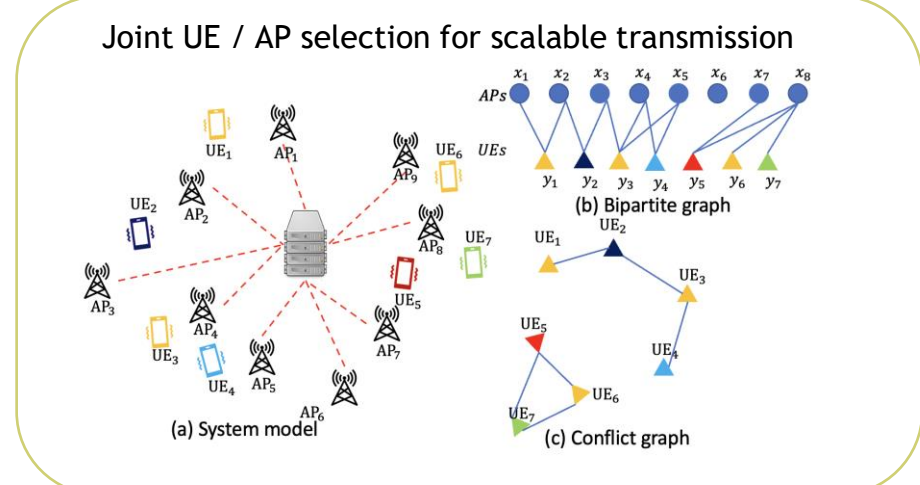 Joint UE / AP selection for scalable transmission
UE₁
AP₁
AP₂
UE₂
AP₃
AP₄
UE₃
UE₄
AP₅
AP₆
AP₇
UE₅
AP₈
UE₇
AP₉
UE₆
(a) System model
x₁ x₂ x₃ x₄ x₅ x₆ x₇ x₈
APs
UEs
y₁ y₂ y₃ y₄ y₅ y₆ y₇
(b) Bipartite graph
UE₁
UE₂
UE₃
UE₄
UE₅
UE₆
UE₇
(c) Conflict graph